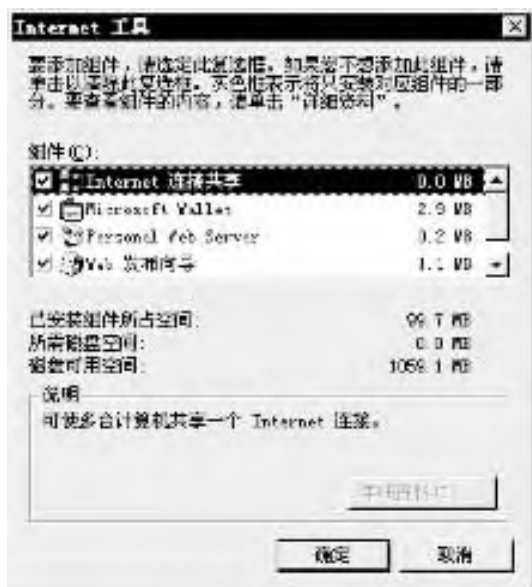 Internet 工具
要添加组件，请选定此复选框。如果您不想添加此组件，请
单击以清除此复选框。灰色框表示将只安装对应组件的一部
分。要查看组件的内容，请单击“详细资料”。
组件(C):
Internet 连接共享 0.0 MB
Microsoft Wallet 2.9 MB
Personal Web Server 0.2 MB
Web 发布向导 1.1 MB
已安装组件所占空间: 99.7 MB
所需磁盘空间: 0.0 MB
磁盘可用空间: 1059.1 MB
说明
可使多台计算机共享一个 Internet 连接。
确定 取消